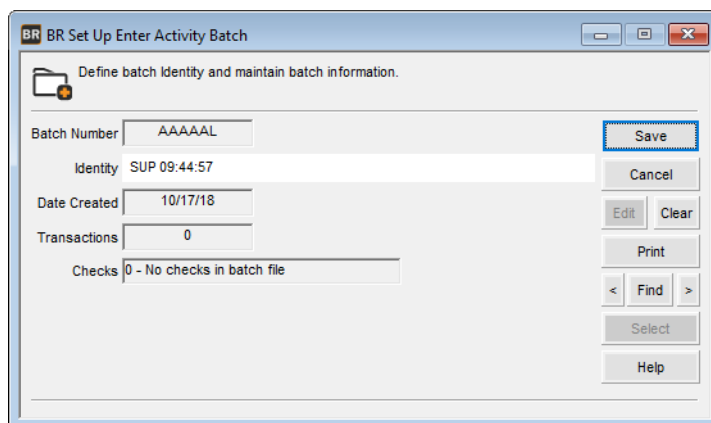 BR BR Set Up Enter Activity Batch
Define batch Identity and maintain batch information.
Batch Number AAAAAL
Identity SUP 09:44:57
Date Created 10/17/18
Transactions 0
Checks 0 - No checks in batch file
Save
Cancel
Edit Clear
Print
< Find >
Select
Help